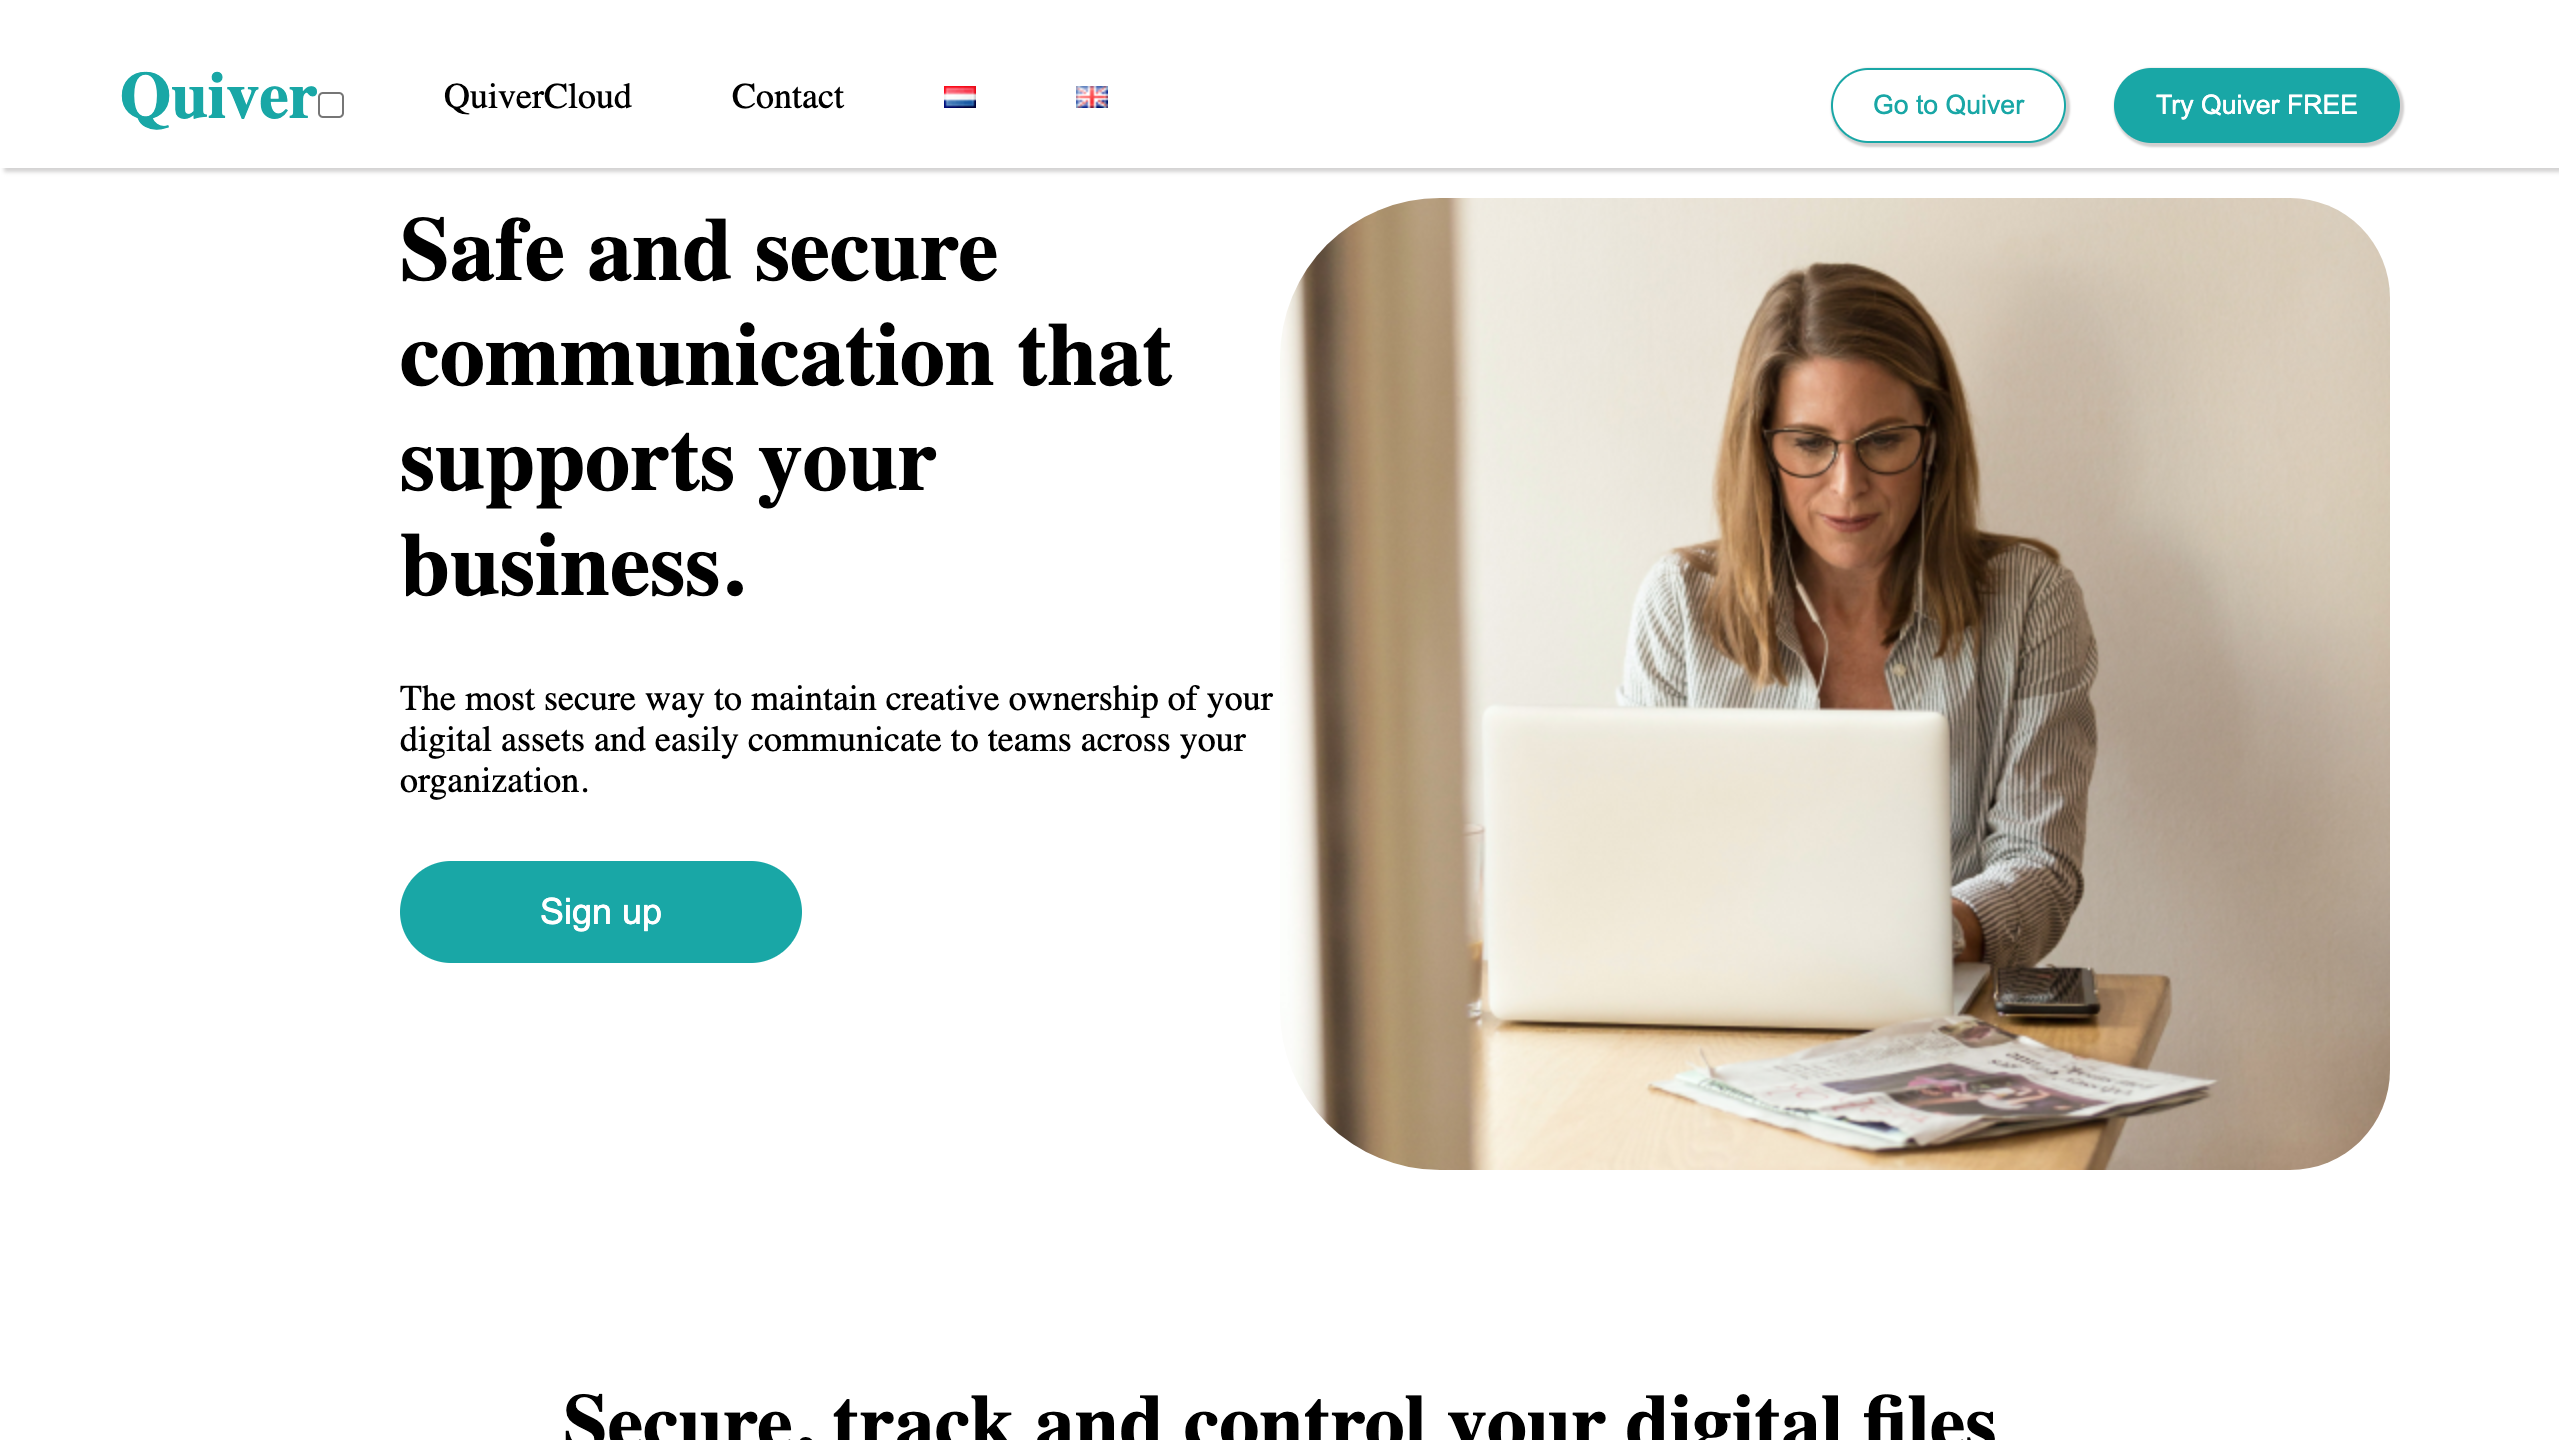 Quiver
QuiverCloud
Contact
Go to Quiver
Try Quiver FREE
Safe and secure
communication that
supports your
business.
The most secure way to maintain creative ownership of your
digital assets and easily communicate to teams across your
organization.
Sign up
Secure, track and control your digital files